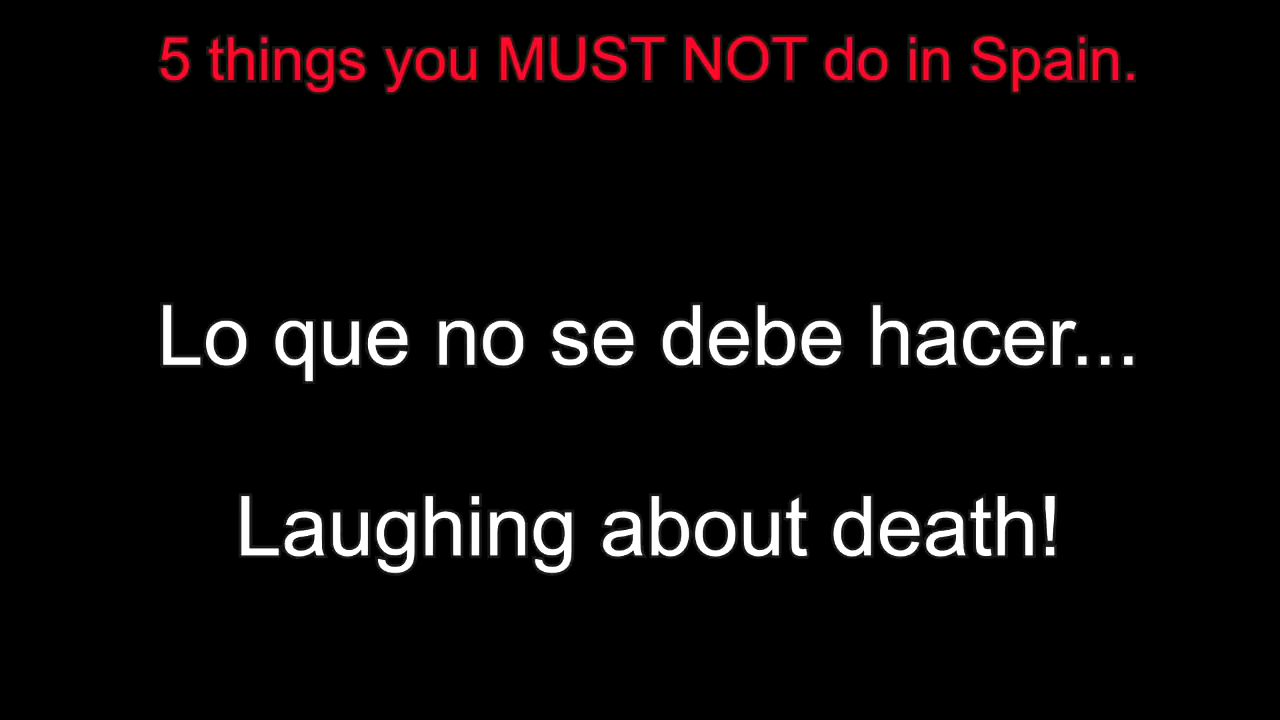 5 things you MUST NOT do in Spain.
Lo que no se debe hacer...
Laughing about death!